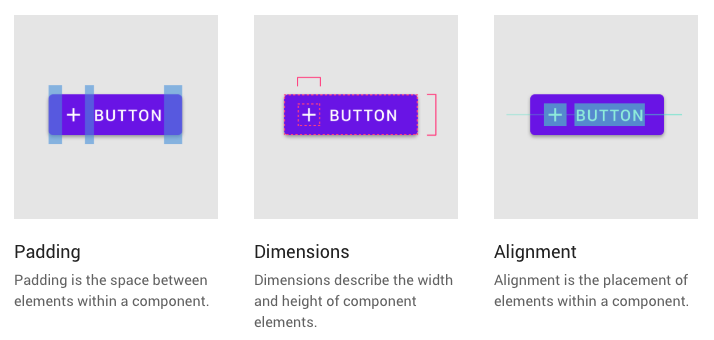 + BUTTON
+ BUTTON
+ BUTTON
Padding
Padding is the space between
elements within a component.
Dimensions
Dimensions describe the width
and height of component
elements.
Alignment
Alignment is the placement of
elements within a component.